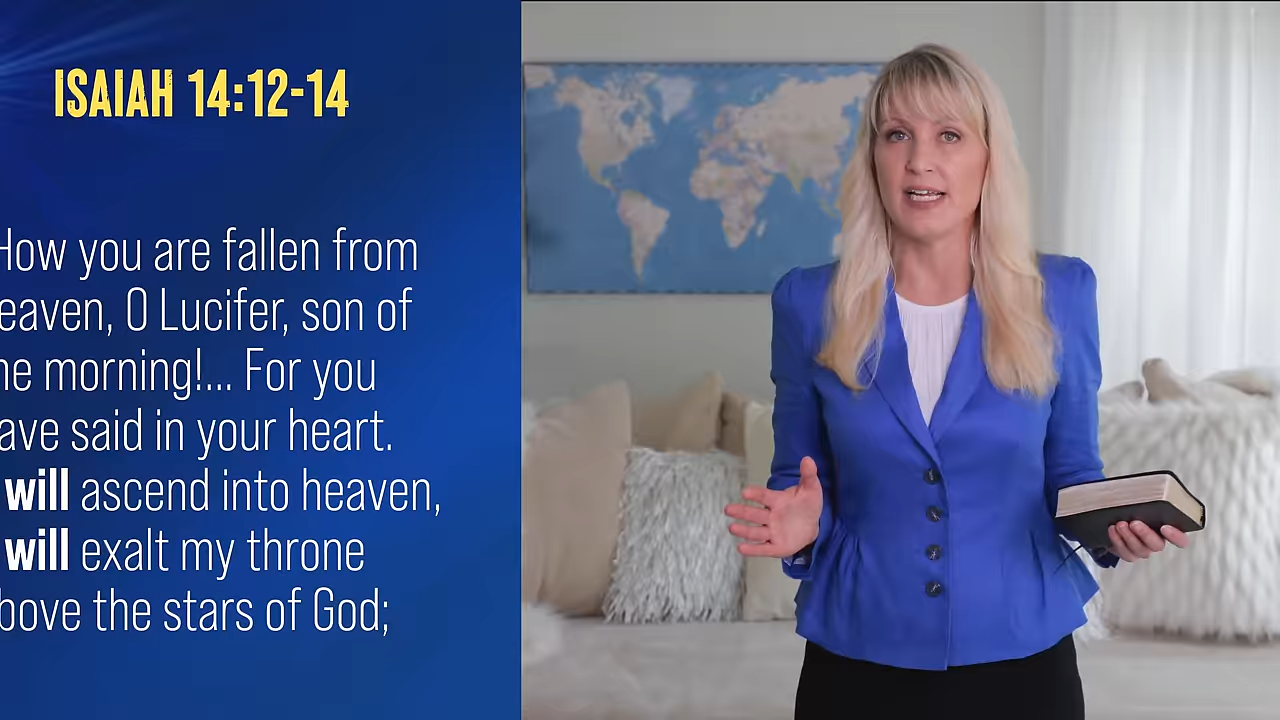 ISAIAH 14:12-14
How you are fallen from
eaven, O Lucifer, son of
he morning!... For you
ave said in your heart.
will ascend into heaven,
will exalt my throne
bove the stars of God;